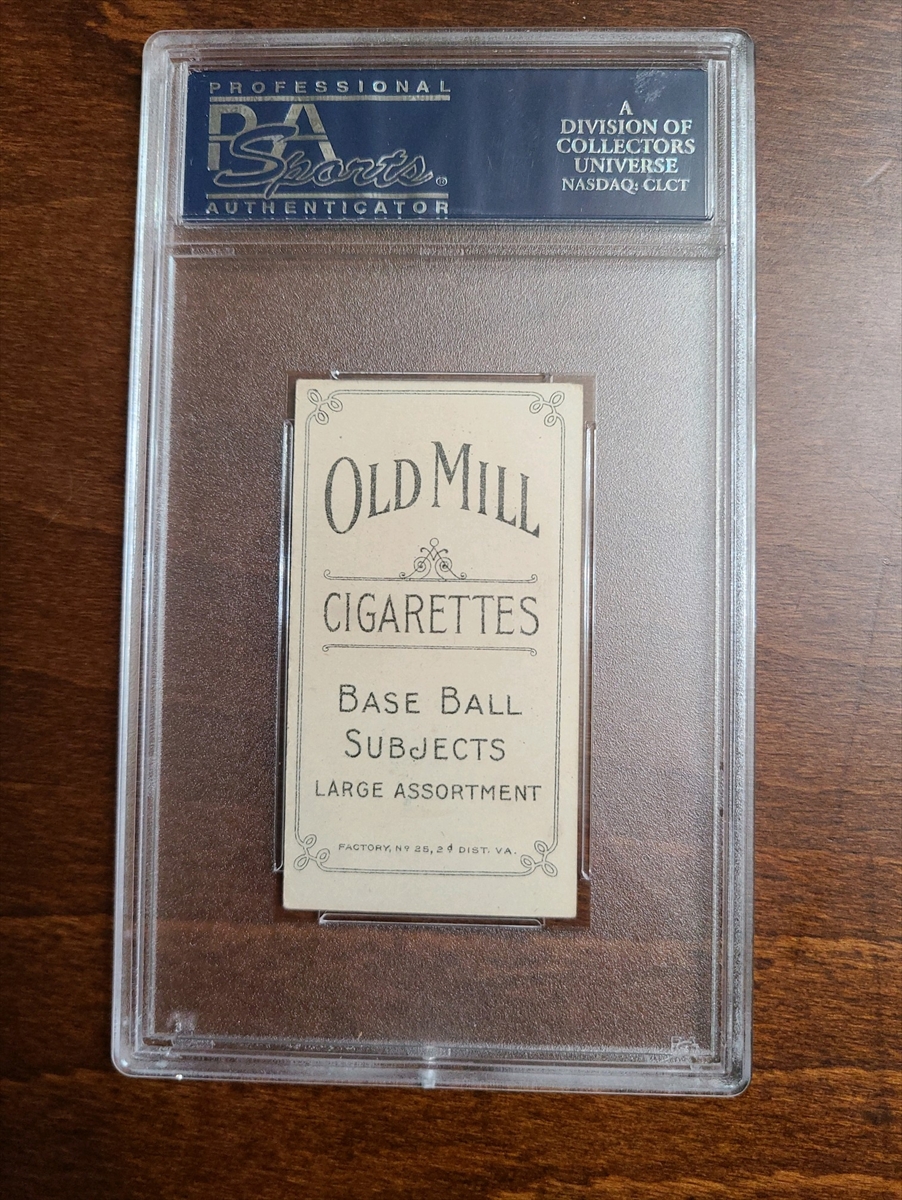 PROFESSIONAL
PSA
Sports®
AUTHENTICATOR
A
DIVISION OF
COLLECTORS
UNIVERSE
NASDAQ: CLCT
OLD MILL
CIGARETTES
BASE BALL
SUBJECTS
LARGE ASSORTMENT
FACTORY, Nº 25, 2ᵈ DIST. VA.